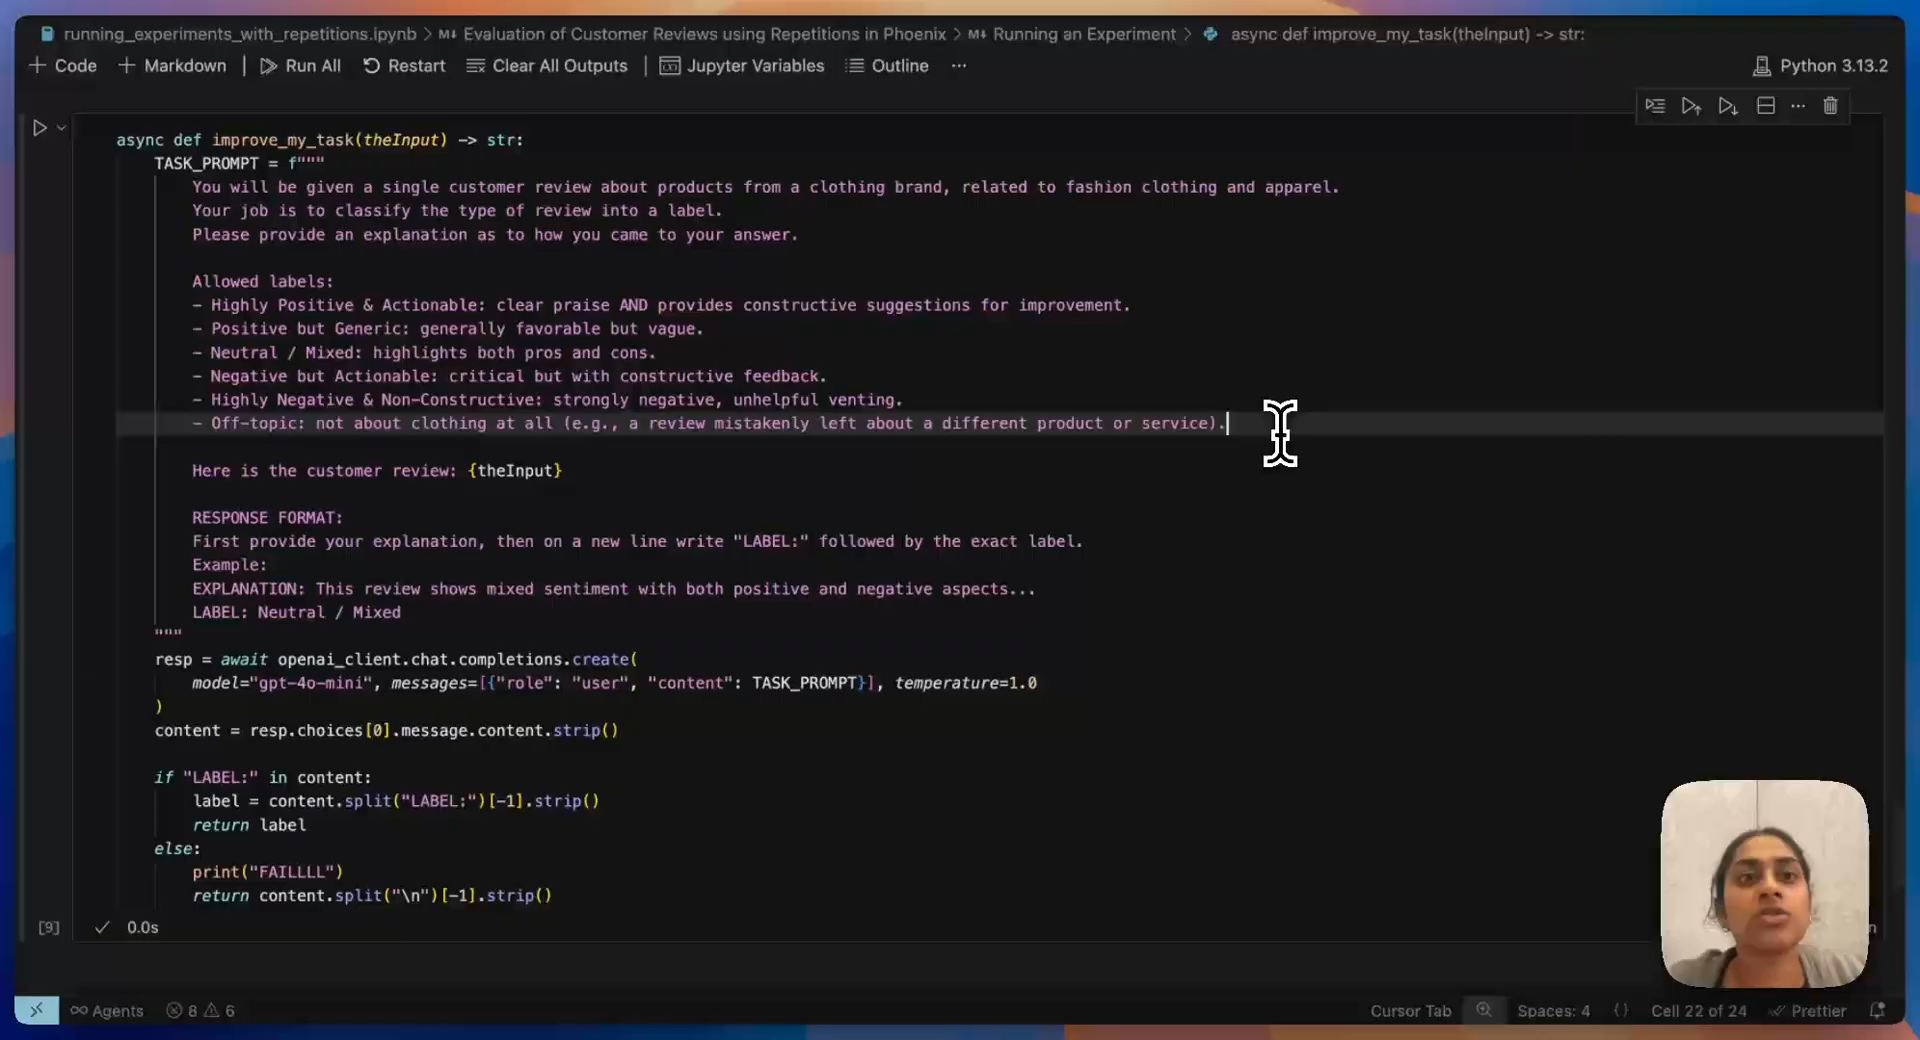 running_experiments_with_repetitions.ipynb > M↓ Evaluation of Customer Reviews using Repetitions in Phoenix > M↓ Running an Experiment > async def improve_my_task(theInput) -> str:
+ Code + Markdown | Run All Restart Clear All Outputs | Jupyter Variables Outline ... Python 3.13.2
async def improve_my_task(theInput) -> str:
TASK_PROMPT = f"""
You will be given a single customer review about products from a clothing brand, related to fashion clothing and apparel.
Your job is to classify the type of review into a label.
Please provide an explanation as to how you came to your answer.
Allowed labels:
- Highly Positive & Actionable: clear praise AND provides constructive suggestions for improvement.
- Positive but Generic: generally favorable but vague.
- Neutral / Mixed: highlights both pros and cons.
- Negative but Actionable: critical but with constructive feedback.
- Highly Negative & Non-Constructive: strongly negative, unhelpful venting.
- Off-topic: not about clothing at all (e.g., a review mistakenly left about a different product or service).
Here is the customer review: {theInput}
RESPONSE FORMAT:
First provide your explanation, then on a new line write "LABEL:" followed by the exact label.
Example:
EXPLANATION: This review shows mixed sentiment with both positive and negative aspects...
LABEL: Neutral / Mixed
"""
resp = await openai_client.chat.completions.create(
model="gpt-4o-mini", messages=[{"role": "user", "content": TASK_PROMPT}], temperature=1.0
)
content = resp.choices[0].message.content.strip()
if "LABEL:" in content:
label = content.split("LABEL:")[-1].strip()
return label
else:
print("FAILLLL")
return content.split("\n")[-1].strip()
[9] ✓ 0.0s
Agents 8 6 Cursor Tab Spaces: 4 {} Cell 22 of 24 Prettier